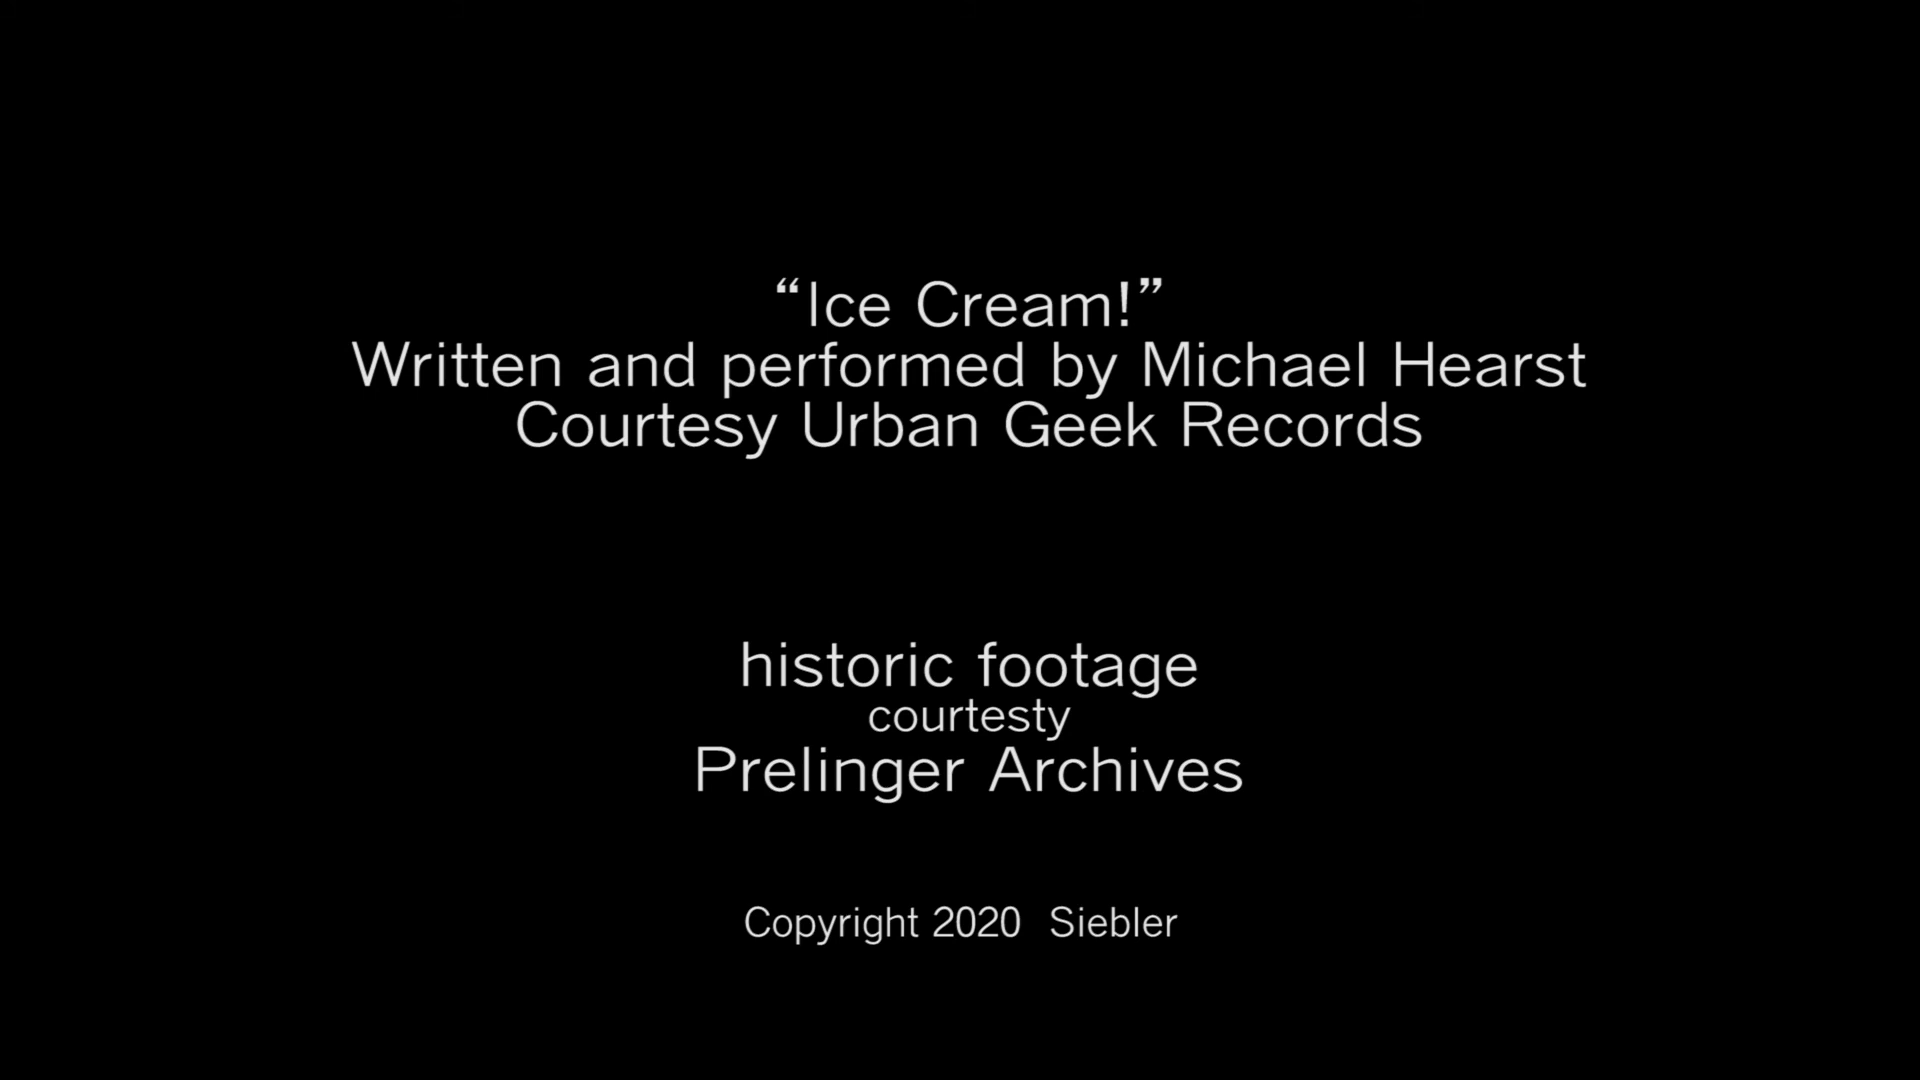 “Ice Cream!”
Written and performed by Michael Hearst
Courtesy Urban Geek Records
historic footage
courtesty
Prelinger Archives
Copyright 2020 Siebler